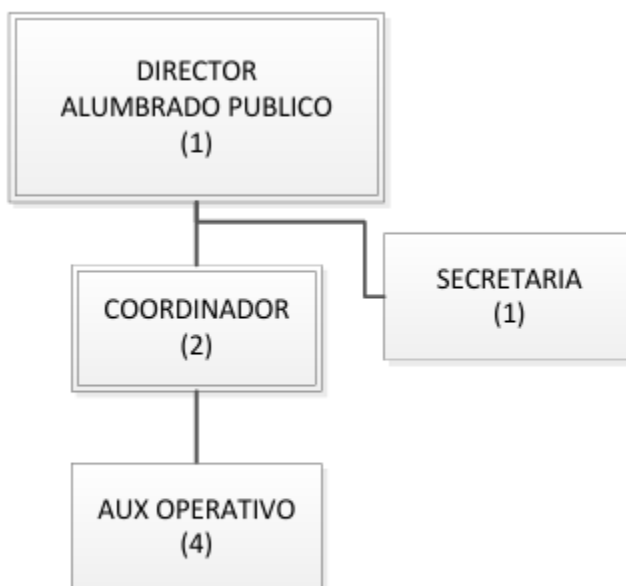 DIRECTOR
ALUMBRADO PUBLICO
(1)
SECRETARIA
(1)
COORDINADOR
(2)
AUX OPERATIVO
(4)